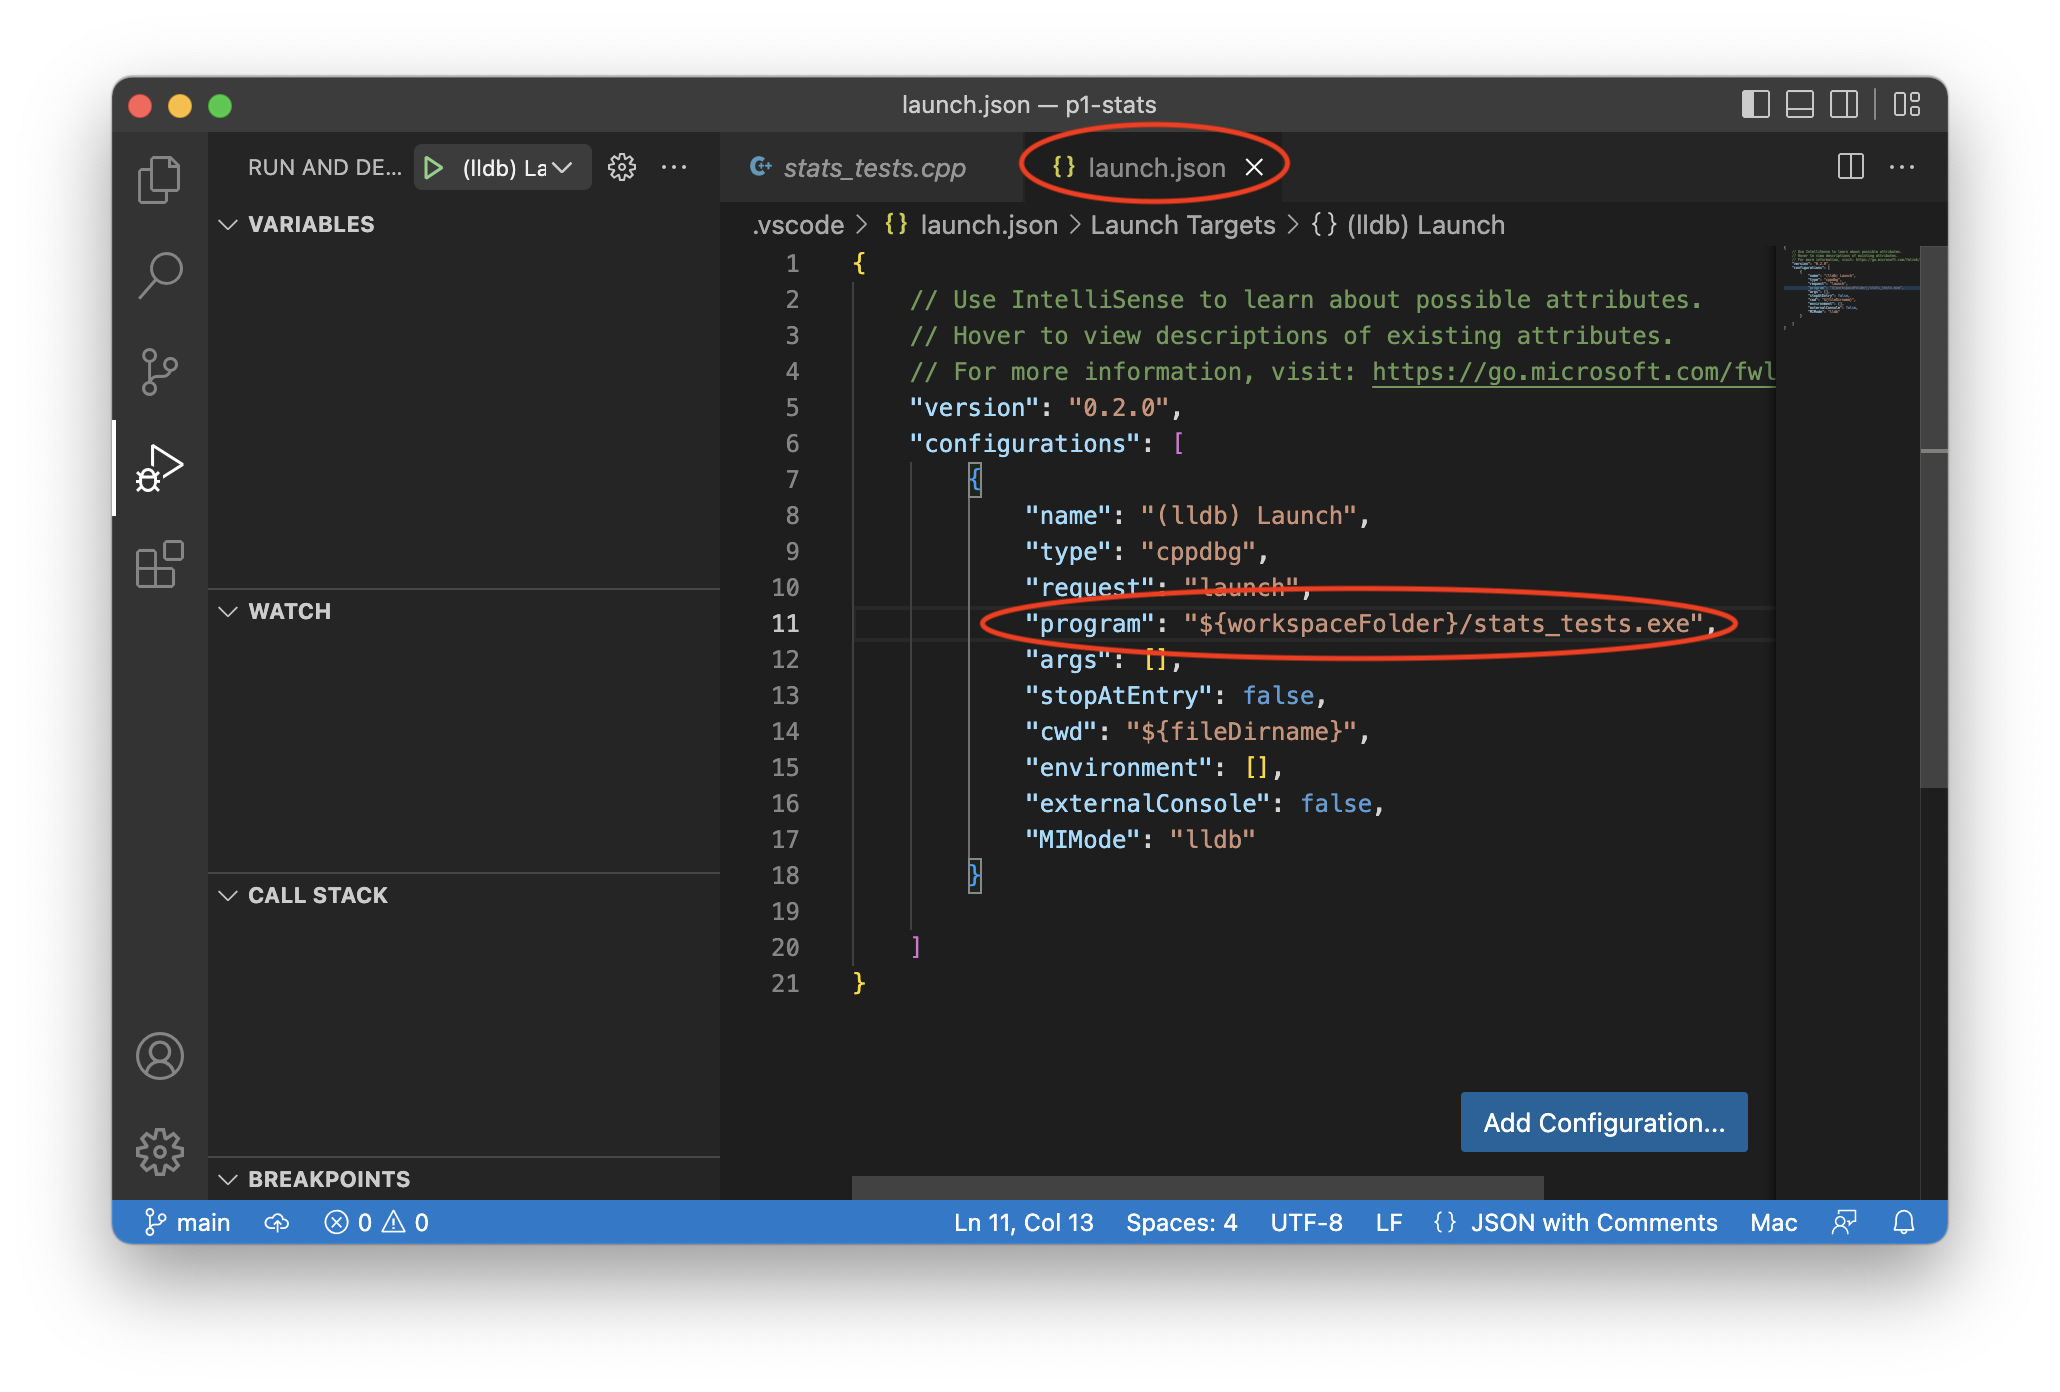 launch.json — p1-stats
RUN AND DE... (lldb) La
stats_tests.cpp
launch.json
.vscode > {} launch.json > Launch Targets > {} (lldb) Launch
VARIABLES
WATCH
CALL STACK
BREAKPOINTS
1 {
2 // Use IntelliSense to learn about possible attributes.
3 // Hover to view descriptions of existing attributes.
4 // For more information, visit: https://go.microsoft.com/fwl
5 "version": "0.2.0",
6 "configurations": [
7 {
8 "name": "(lldb) Launch",
9 "type": "cppdbg",
10 "request": "launch",
11 "program": "${workspaceFolder}/stats_tests.exe",
12 "args": [],
13 "stopAtEntry": false,
14 "cwd": "${fileDirname}",
15 "environment": [],
16 "externalConsole": false,
17 "MIMode": "lldb"
18 }
19
20 ]
21 }
Add Configuration...
main 0 0 Ln 11, Col 13 Spaces: 4 UTF-8 LF {} JSON with Comments Mac